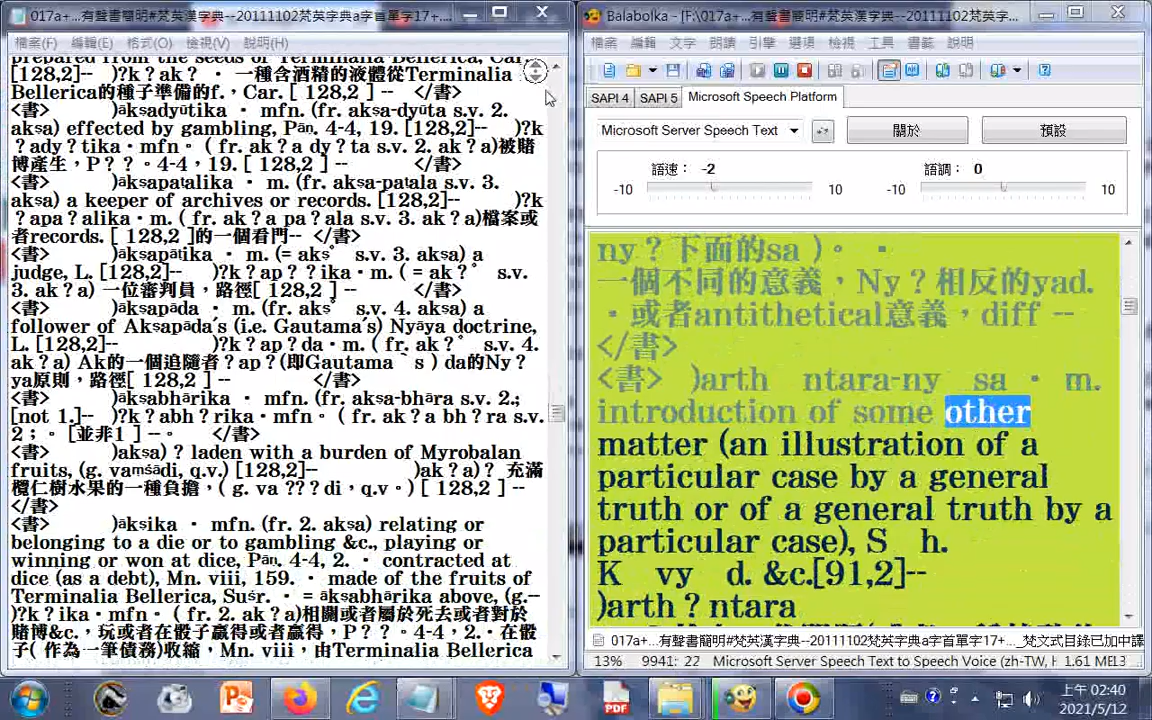 017a+...有聲書簡明#梵英漢字典--20111102梵英字典a字首單字17+...
檔案(F) 編輯(E) 格式(O) 檢視(V) 說明(H)
prepared from the seeds of Terminalia Bellerica, Car.
[128,2]-- )?k?ak? · 一種含酒精的液體從Terminalia
Bellerica的種子準備的f.，Car. [ 128,2 ] -- </書>
<書> )āksadyūtika · mfn. (fr. aksa-dyūta s.v. 2.
aksa) effected by gambling, Pāṇ. 4-4, 19. [128,2]-- )?k
?ady?tika·mfn。( fr. ak?a dy?ta s.v. 2. ak?a)被賭
博產生，P??。4-4，19. [ 128,2 ] -- </書>
<書> )āksapaṭalika · m. (fr. aksa-paṭala s.v. 3.
aksa) a keeper of archives or records. [128,2]-- )?k
?apa?alika·m. ( fr. ak?a pa?ala s.v. 3. ak?a)檔案或
者records. [ 128,2 ]的一個看門-- </書>
<書> )āksapāṭika · m. (= aks° s.v. 3. aksa) a
judge, L. [128,2]-- )?k?ap??ika·m. ( = ak?° s.v.
3. ak?a) 一位審判員，路徑[ 128,2 ] -- </書>
<書> )āksapāda · m. (fr. aks° s.v. 4. aksa) a
follower of Aksapāda's (i.e. Gautama's) Nyāya doctrine,
L. [128,2]-- )?k?ap?da·m. ( fr. ak?° s.v. 4.
ak?a) Ak的一個追隨者?ap?(即Gautama`s ) da的Ny?
ya原則，路徑[ 128,2 ] -- </書>
<書> )āksabhārika · mfn. (fr. aksa-bhāra s.v. 2.;
[not 1.]-- )?k?abh?rika·mfn。( fr. ak?a bh?ra s.v.
2；。[並非1 ] --。 </書>
<書> )aksa)? laden with a burden of Myrobalan
fruits, (g. vaṃśādi, q.v.) [128,2]-- )ak?a)? 充滿
欖仁樹水果的一種負擔，( g. va???di，q.v。) [ 128,2 ] --
</書>
<書> )āksika · mfn. (fr. 2. aksa) relating or
belonging to a die or to gambling &c., playing or
winning or won at dice, Pāṇ. 4-4, 2. · contracted at
dice (as a debt), Mn. viii, 159. · made of the fruits of
Terminalia Bellerica, Suśr. · = āksabhārika above, (g.--
)?k?ika·mfn·( fr. 2. ak?a)相關或者屬於死去或者對於
賭博&c.，玩或者在骰子贏得或者贏得，P??。4-4，2.·在骰
子( 作為一筆債務)收縮，Mn. viii，由Terminalia Bellerica
Balabolka - [F:\017a+...有聲書簡明#梵英漢字典--20111102梵英字...
檔案 編輯 文字 朗讀 引擎 選項 檢視 工具 書籤 說明
SAPI 4 SAPI 5 Microsoft Speech Platform
Microsoft Server Speech Text 關於 預設
語速： -2 語調： 0
-10 10 -10 10
ny?下面的sa )。 ·
一個不同的意義，Ny?相反的yad.
·或者antithetical意義，diff --
</書>
<書> )arth ntara-ny sa · m.
introduction of some other
matter (an illustration of a
particular case by a general
truth or of a general truth by a
particular case), S h.
K vy d. &c.[91,2]--
)arth?ntara
017a+...有聲書簡明#梵英漢字典--20111102梵英字典a字首單字17+..._梵文式目錄已加中譯
13% 9941: 22 Microsoft Server Speech Text to Speech Voice (zh-TW, H 1.61 MB
PDF
上午 02:40
2021/5/12